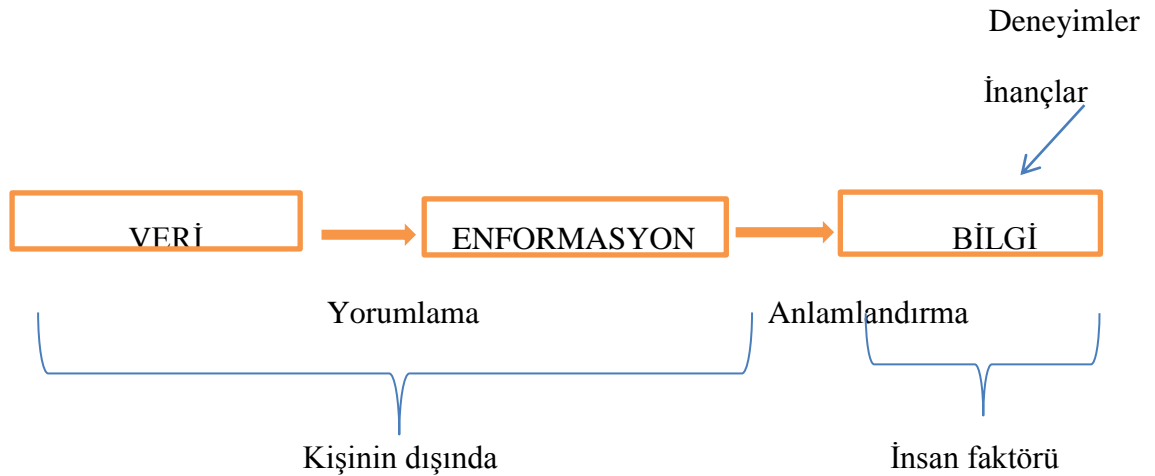 Deneyimler
İnançlar
VERİ
ENFORMASYON
BİLGİ
Yorumlama
Anlamlandırma
Kişinin dışında
İnsan faktörü